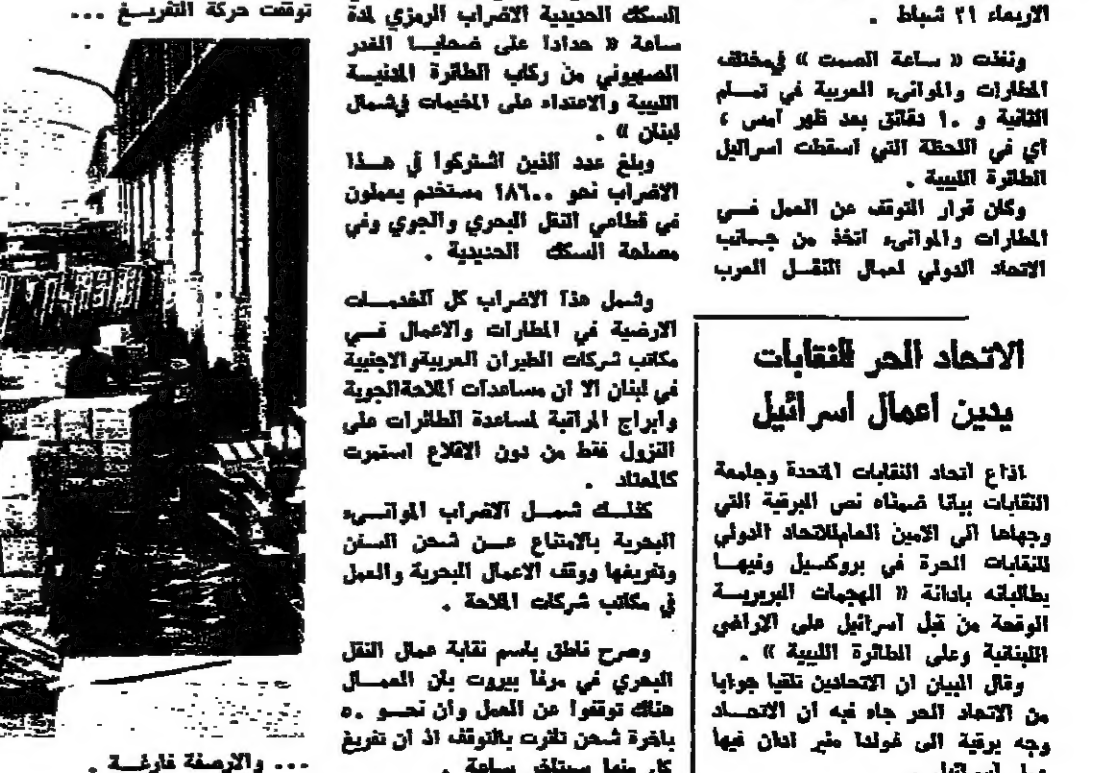 الاربعاء ٢١ شباط .
ونفذت « ساعة الصمت » في مختلف
المطارات والموانىء العربية في تمام
الثانية و ١٠ دقائق بعد ظهر امس ،
اي في اللحظة التي اسقطت اسرائيل
الطائرة الليبية .
وكان قرار التوقف عن العمل في
المطارات والموانىء اتخذ من جانب
الاتحاد الدولي لعمال النقل العرب
السكك الحديدية الاضراب الرمزي لمدة
ساعة « حدادا على ضحايا الغدر
الصهيوني من ركاب الطائرة المدنية
الليبية والاعتداء على المخيمات في شمال
لبنان » .
وبلغ عدد الذين اشتركوا في هذا
الاضراب نحو ١٨٦٠٠ مستخدم يعملون
في قطاعي النقل البحري والجوي وفي
مصلحة السكك الحديدية .
وشمل هذا الاضراب كل الخدمات
الارضية في المطارات والاعمال في
مكاتب شركات الطيران العربية والاجنبية
في لبنان الا ان مساعدات الملاحة الجوية
وابراج المراقبة لمساعدة الطائرات على
النزول فقط من دون الاقلاع استمرت
كالمعتاد .
كذلك شمل الاضراب الموانىء
البحرية بالامتناع عن شحن السفن
وتفريغها ووقف الاعمال البحرية والعمل
في مكاتب شركات الملاحة .
وصرح ناطق باسم نقابة عمال النقل
البحري في مرفا بيروت بان العمال
هناك توقفوا عن العمل وان نحو ٥٠
باخرة شحن تاثرت بالتوقف اذ ان تفريغ
كل منها سيتاخر ساعة .
توقفت حركة التفريغ ...
... والارصفة فارغة .
الاتحاد الحر للنقابات
يدين اعمال اسرائيل
اذاع اتحاد النقابات المتحدة وجامعة
النقابات بيانا ضمناه نص البرقية التي
وجهاها الى الامين العام للاتحاد الدولي
للنقابات الحرة في بروكسيل وفيها
يطالبانه بادانة « الهجمات البربرية
الوقحة من قبل اسرائيل على الاراضي
اللبنانية وعلى الطائرة الليبية » .
وقال البيان ان الاتحادين تلقيا جوابا
من الاتحاد الحر جاء فيه ان الاتحاد
وجه برقية الى غولدا مئير ادان فيها